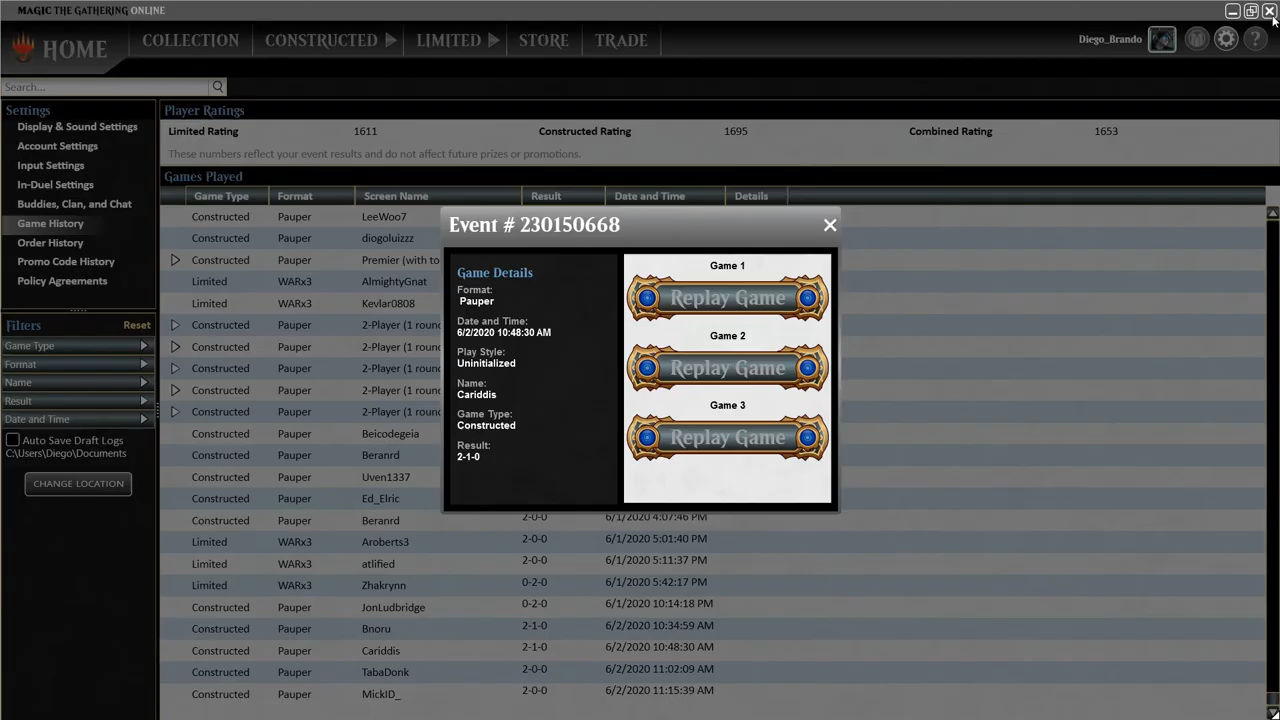 MAGIC THE GATHERING ONLINE
HOME
COLLECTION
CONSTRUCTED
LIMITED
STORE
TRADE
Diego_Brando
?
Search...
Settings
Display & Sound Settings
Account Settings
Input Settings
In-Duel Settings
Buddies, Clan, and Chat
Game History
Order History
Promo Code History
Policy Agreements
Filters Reset
Game Type
Format
Name
Result
Date and Time
Auto Save Draft Logs
C:\Users\Diego\Documents
CHANGE LOCATION
Player Ratings
Limited Rating 1611 Constructed Rating 1695 Combined Rating 1653
These numbers reflect your event results and do not affect future prizes or promotions.
Games Played
Game Type Format Screen Name Result Date and Time Details
Constructed Pauper LeeWoo7
Constructed Pauper diogoluizzz
Constructed Pauper Premier (with to
Limited WARx3 AlmightyGnat
Limited WARx3 Kevlar0808
Constructed Pauper 2-Player (1 round
Constructed Pauper 2-Player (1 round
Constructed Pauper 2-Player (1 round
Constructed Pauper 2-Player (1 round
Constructed Pauper 2-Player (1 round
Constructed Pauper Beicodegeia
Constructed Pauper Beranrd
Constructed Pauper Uven1337
Constructed Pauper Ed_Elric
Constructed Pauper Beranrd 2-0-0 6/1/2020 4:07:46 PM
Limited WARx3 Aroberts3 2-0-0 6/1/2020 5:01:40 PM
Limited WARx3 atlified 2-0-0 6/1/2020 5:11:37 PM
Limited WARx3 Zhakrynn 0-2-0 6/1/2020 5:42:17 PM
Constructed Pauper JonLudbridge 0-2-0 6/1/2020 10:14:18 PM
Constructed Pauper Bnoru 2-1-0 6/2/2020 10:34:59 AM
Constructed Pauper Cariddis 2-1-0 6/2/2020 10:48:30 AM
Constructed Pauper TabaDonk 2-0-0 6/2/2020 11:02:09 AM
Constructed Pauper MickID_ 2-0-0 6/2/2020 11:15:39 AM
Event # 230150668
Game Details
Format:
Pauper
Date and Time:
6/2/2020 10:48:30 AM
Play Style:
Uninitialized
Name:
Cariddis
Game Type:
Constructed
Result:
2-1-0
Game 1
Replay Game
Game 2
Replay Game
Game 3
Replay Game